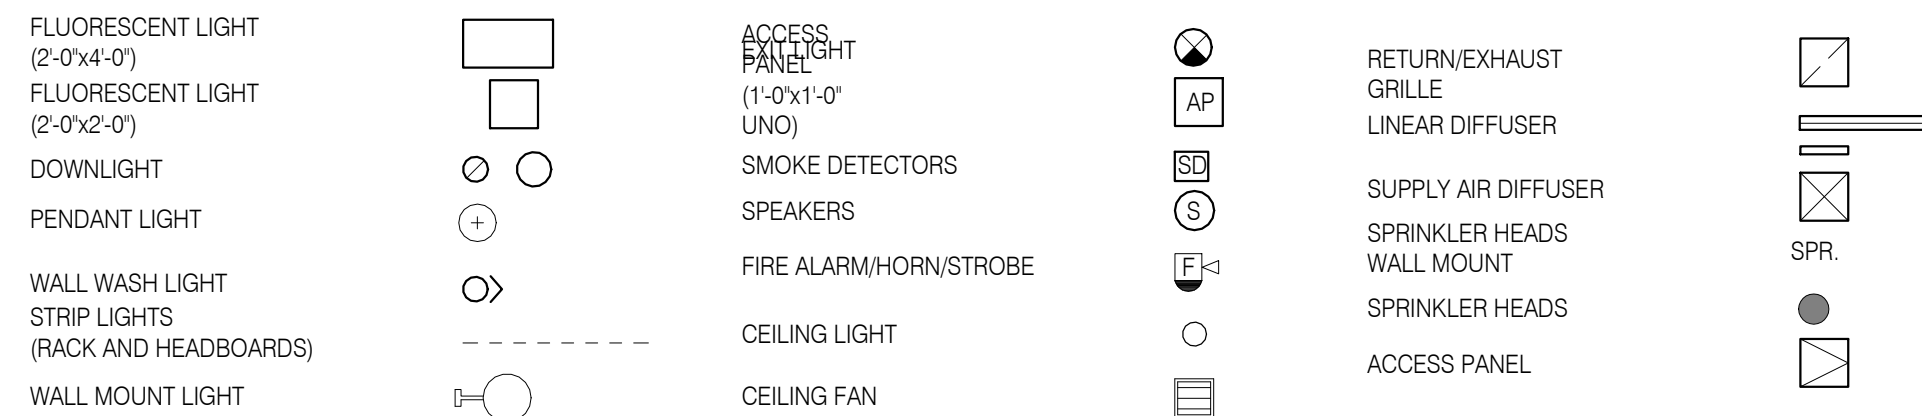 FLUORESCENT LIGHT
(2'-0"x4'-0")
FLUORESCENT LIGHT
(2'-0"x2'-0")
DOWNLIGHT
PENDANT LIGHT
WALL WASH LIGHT
STRIP LIGHTS
(RACK AND HEADBOARDS)
WALL MOUNT LIGHT
EXIT LIGHT
ACCESS
PANEL
(1'-0"x1'-0"
UNO)
AP
SMOKE DETECTORS
SD
SPEAKERS
S
FIRE ALARM/HORN/STROBE
F
CEILING LIGHT
CEILING FAN
RETURN/EXHAUST
GRILLE
LINEAR DIFFUSER
SUPPLY AIR DIFFUSER
SPRINKLER HEADS
WALL MOUNT
SPR.
SPRINKLER HEADS
ACCESS PANEL